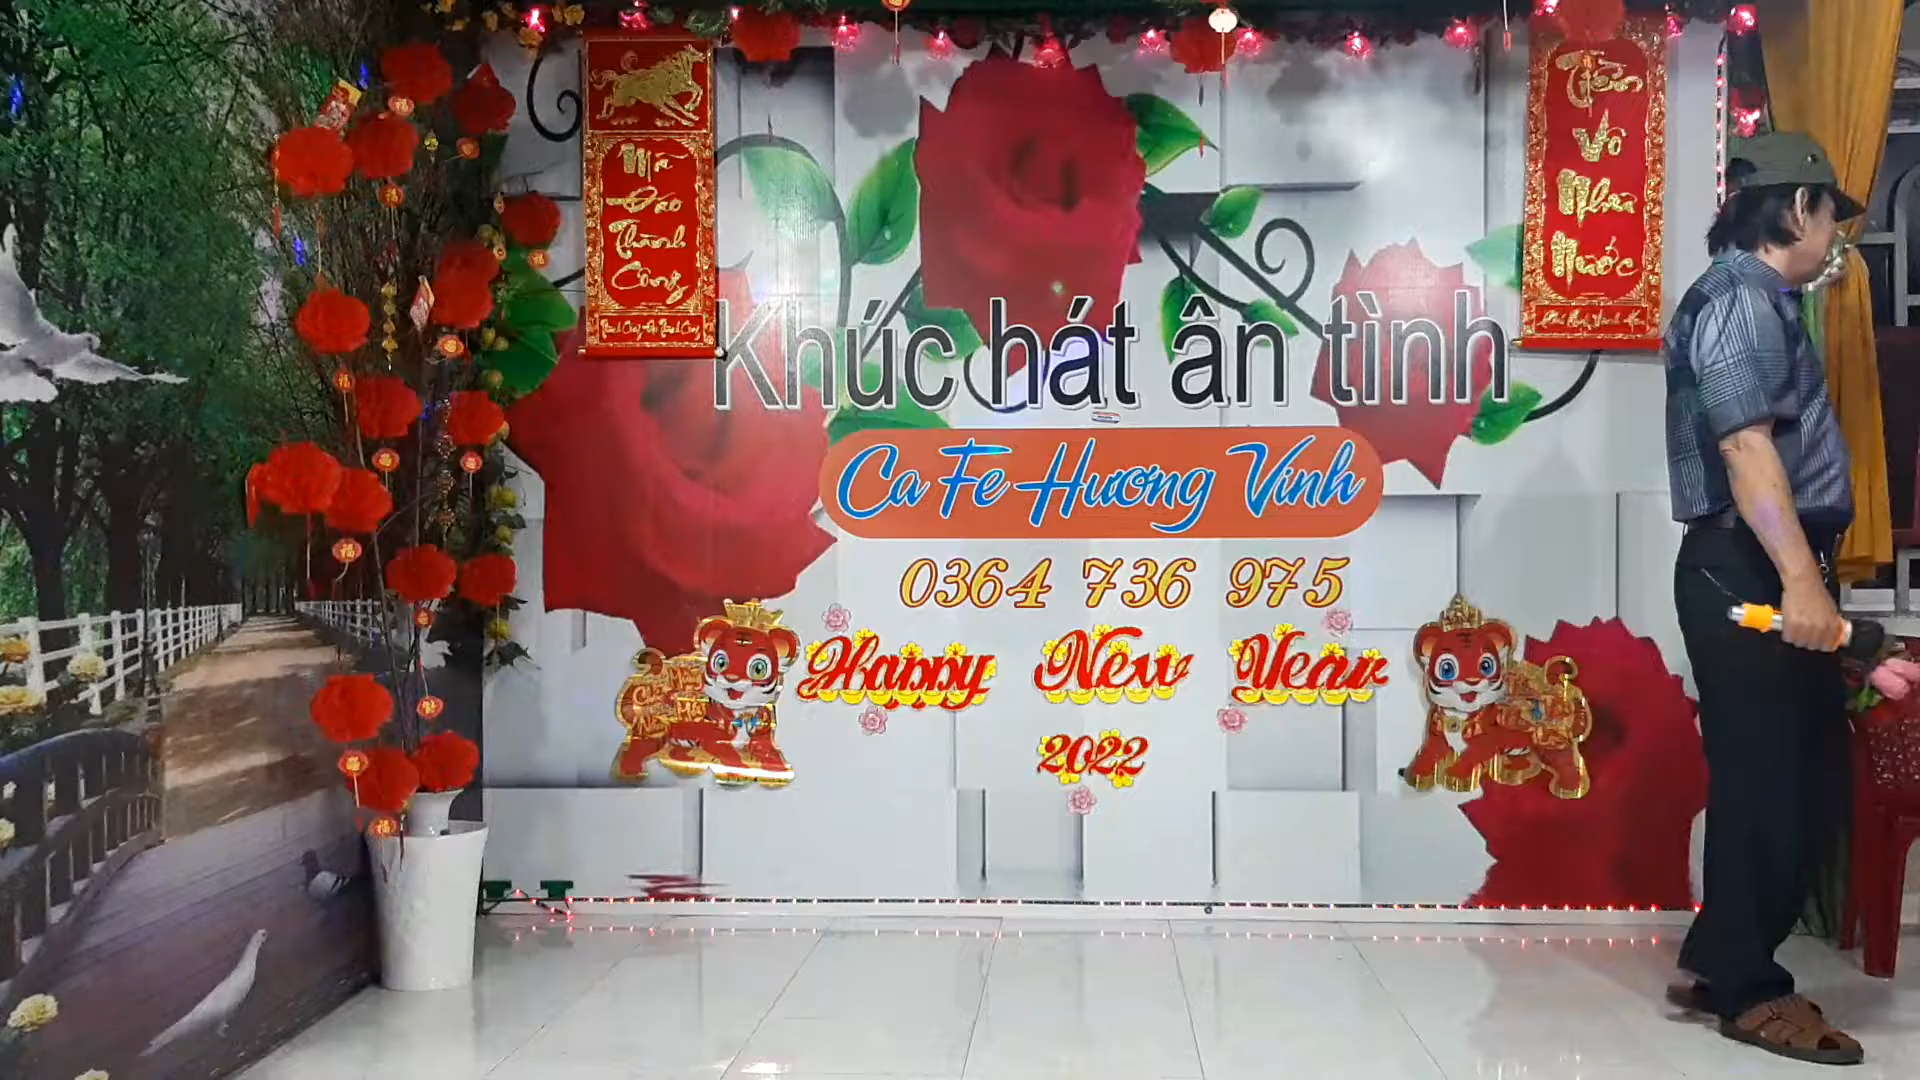 Mã
Đáo
Thành
Công
Tiền
Vô
Như
Nước
Khúc hát ân tình
Ca Fe Hương Vinh
0364 736 975
Happy New Year
2022